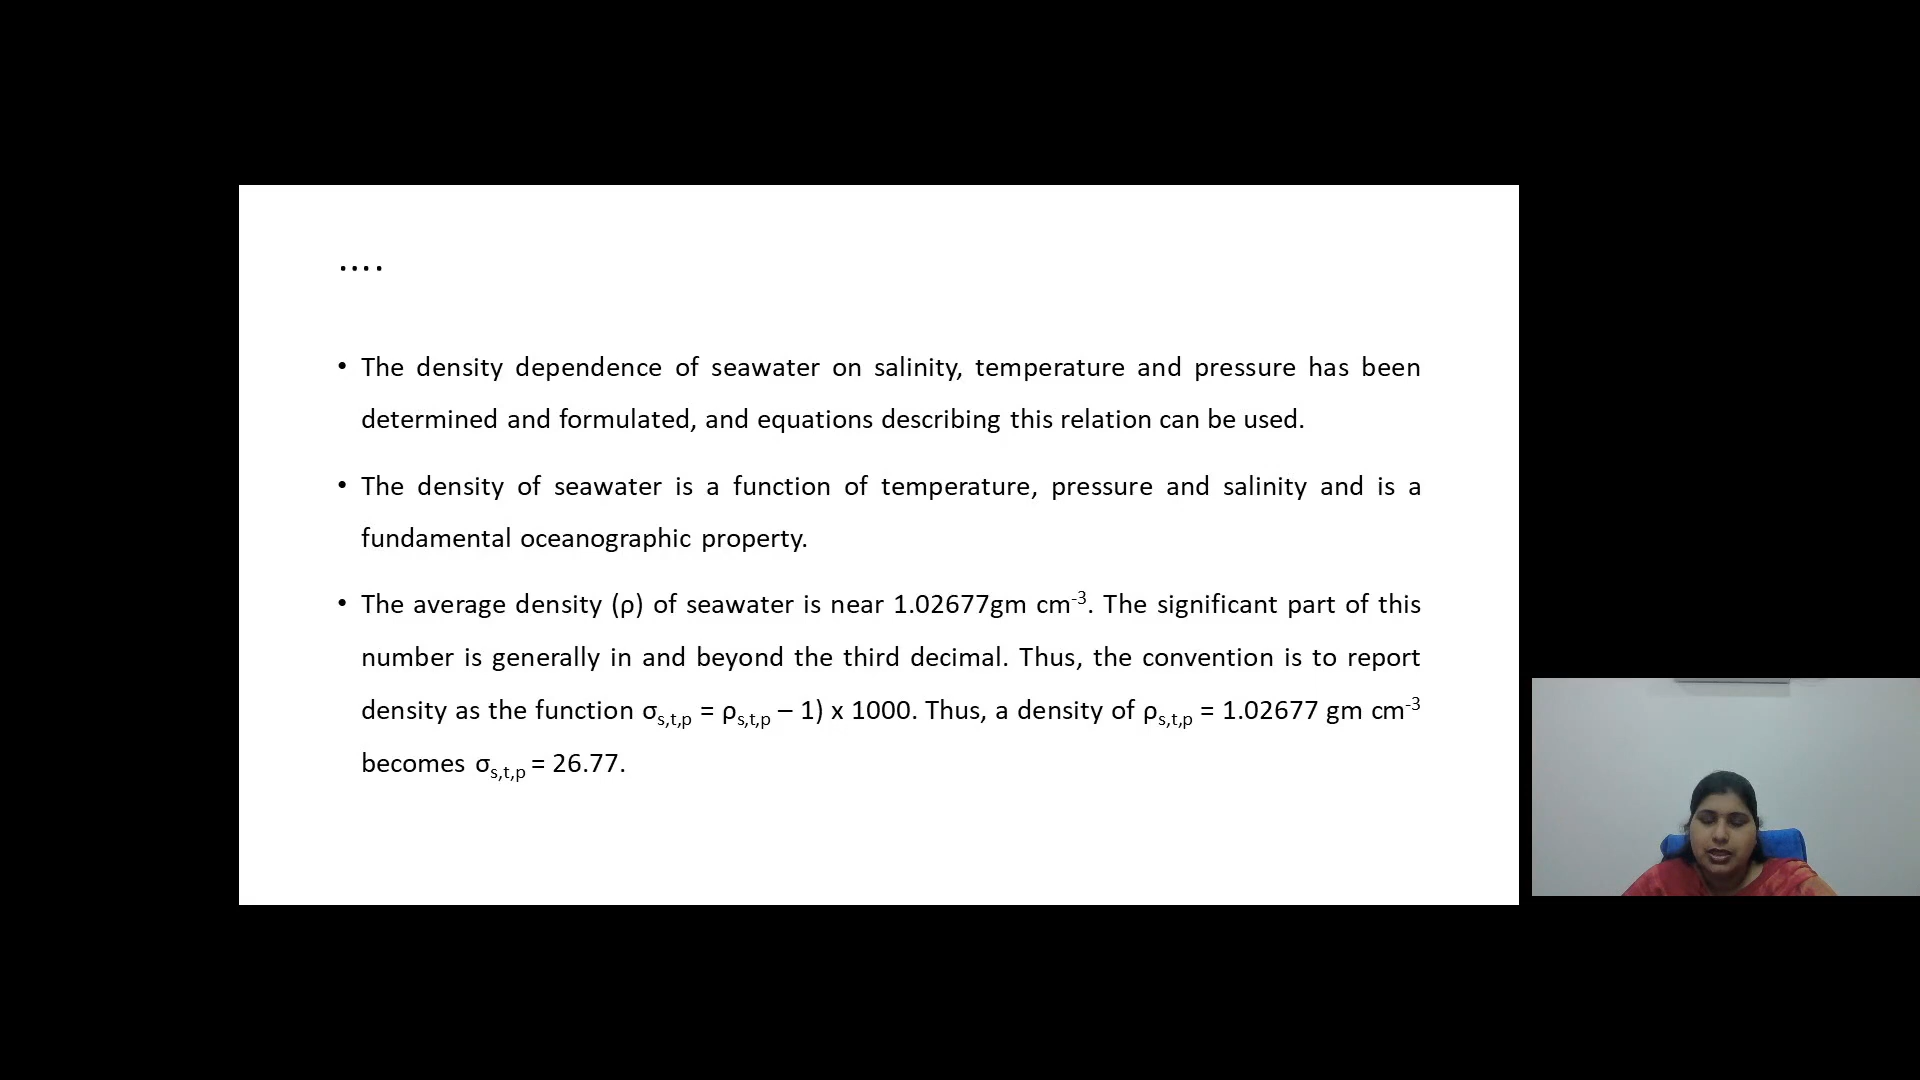 ....
• The density dependence of seawater on salinity, temperature and pressure has been
determined and formulated, and equations describing this relation can be used.
• The density of seawater is a function of temperature, pressure and salinity and is a
fundamental oceanographic property.
• The average density (ρ) of seawater is near 1.02677gm cm⁻³. The significant part of this
number is generally in and beyond the third decimal. Thus, the convention is to report
density as the function σs,t,p = ρs,t,p – 1) x 1000. Thus, a density of ρs,t,p = 1.02677 gm cm⁻³
becomes σs,t,p = 26.77.